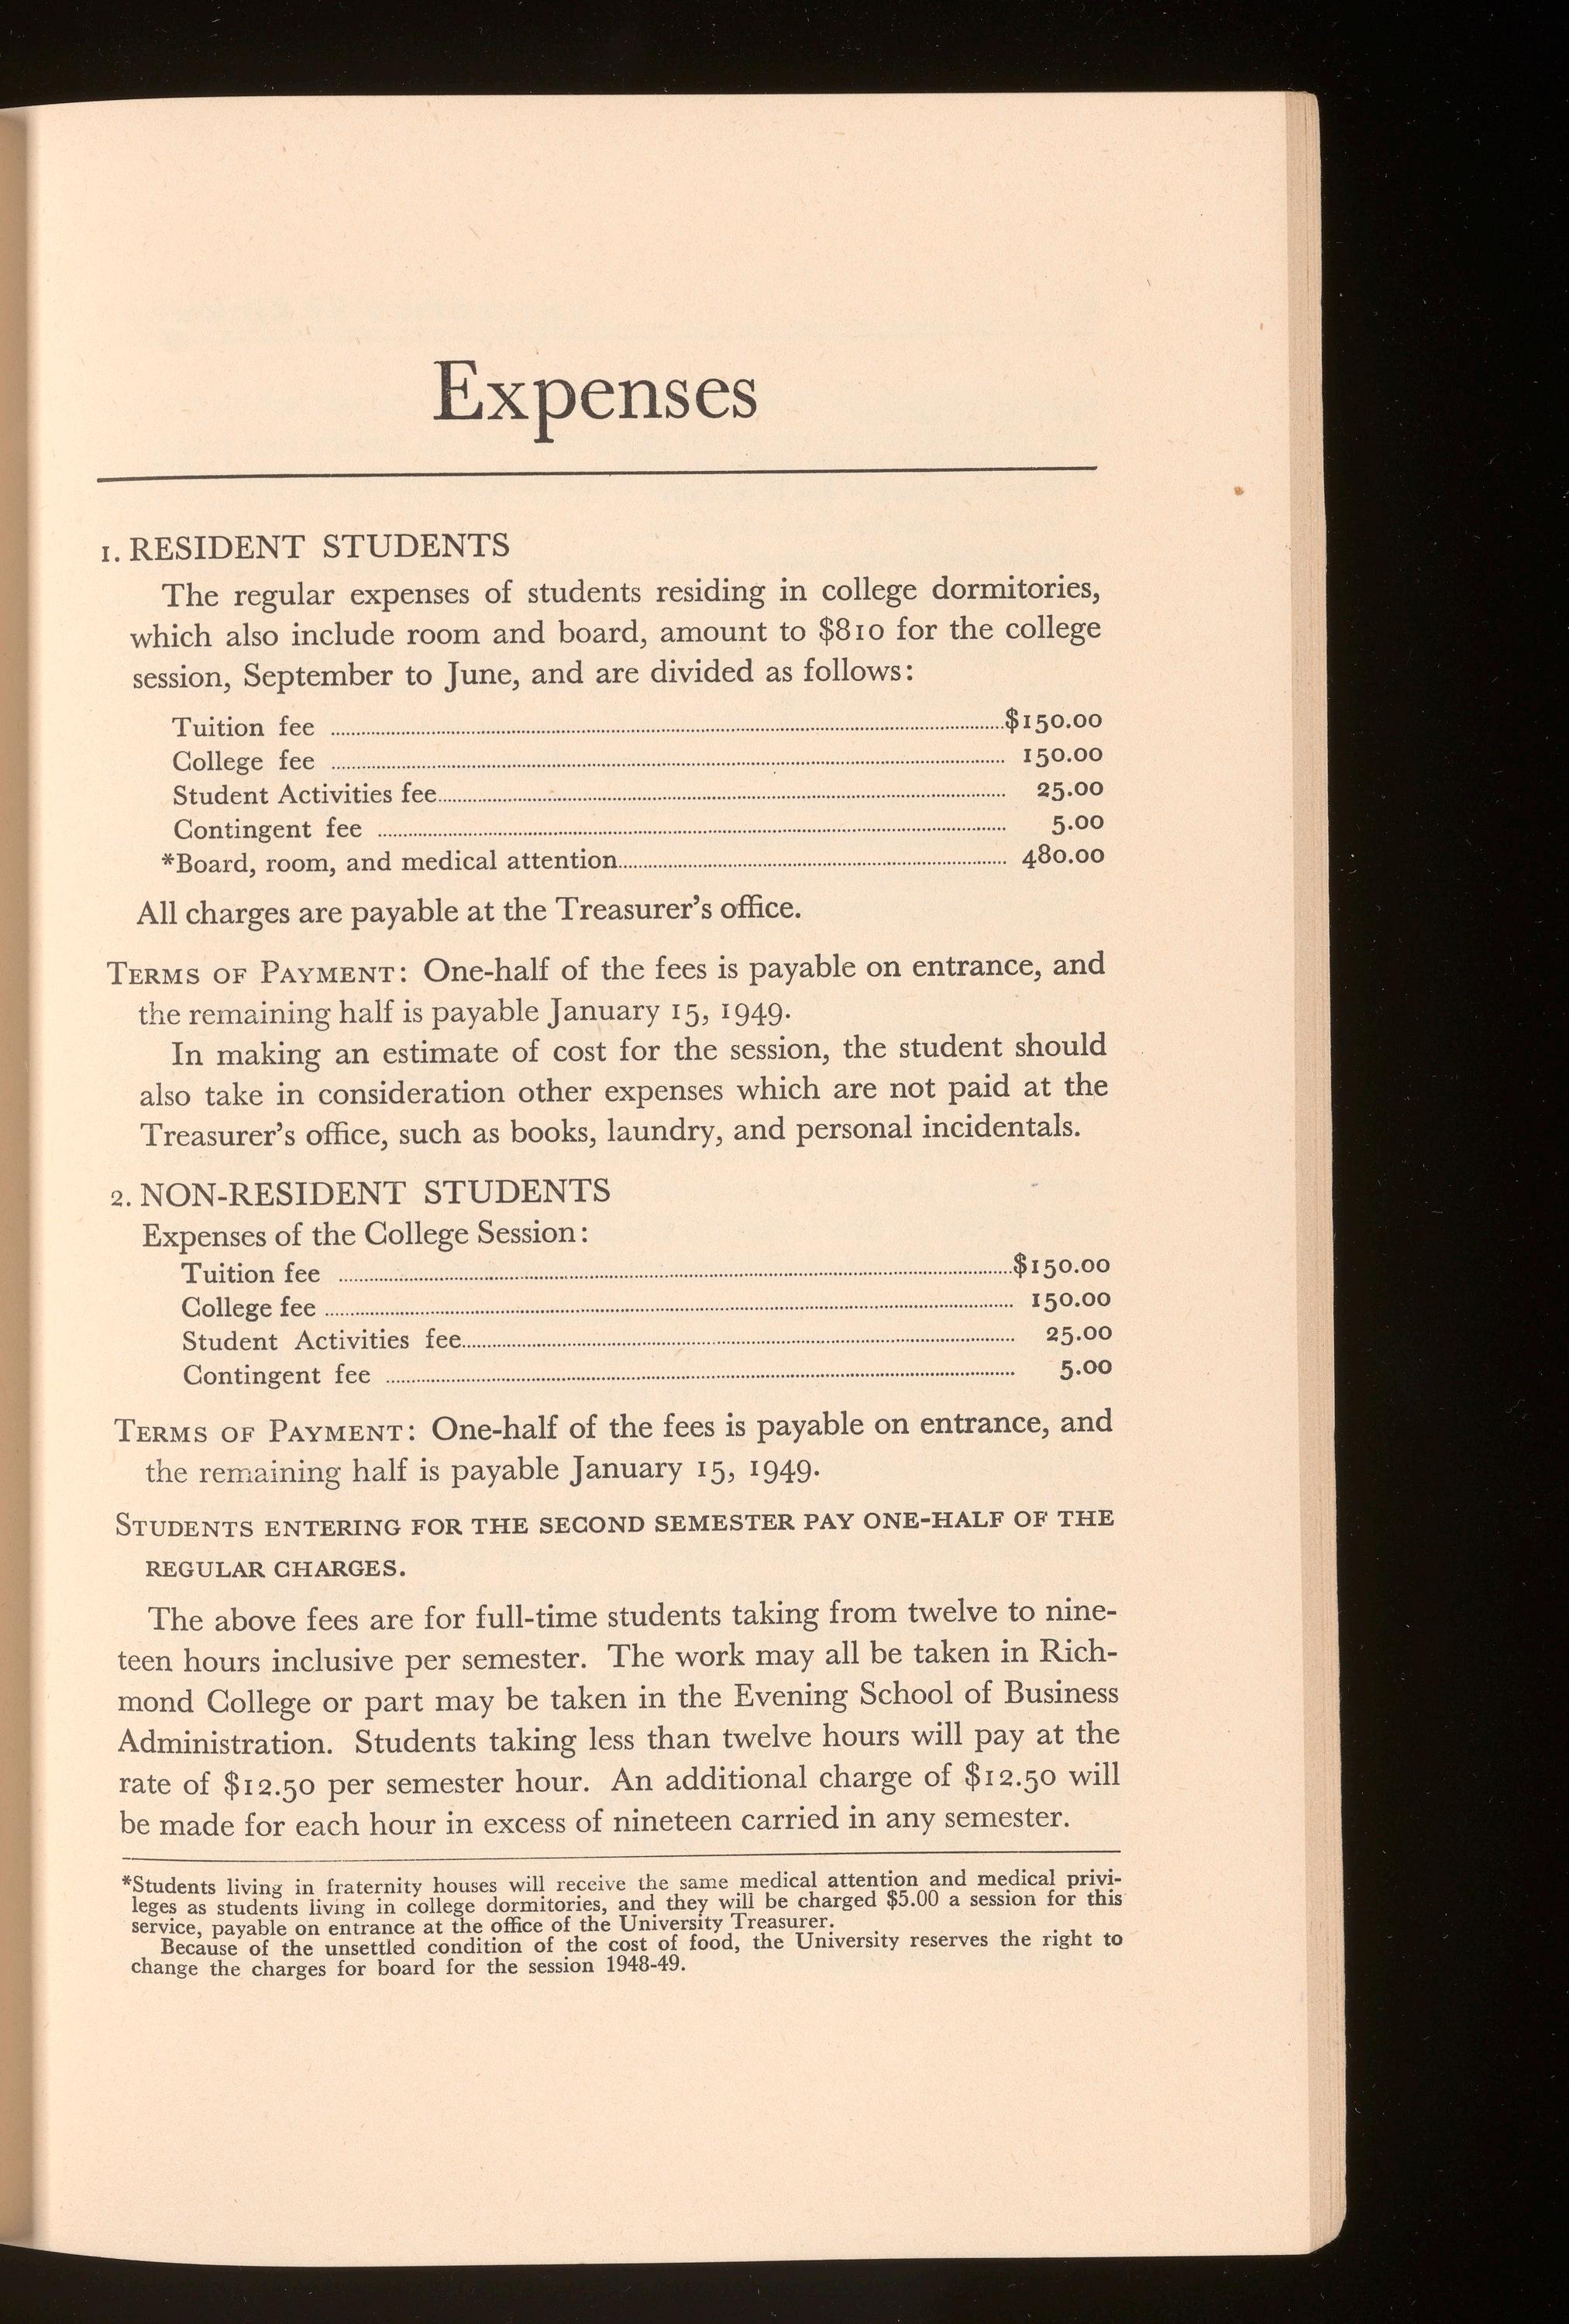 Expenses
1. RESIDENT STUDENTS
The regular expenses of students residing in college dormitories,
which also include room and board, amount to $810 for the college
session, September to June, and are divided as follows:
Tuition fee ........ $150.00
College fee ........ 150.00
Student Activities fee ........ 25.00
Contingent fee ........ 5.00
*Board, room, and medical attention ........ 480.00
All charges are payable at the Treasurer's office.
TERMS OF PAYMENT: One-half of the fees is payable on entrance, and
the remaining half is payable January 15, 1949.
In making an estimate of cost for the session, the student should
also take in consideration other expenses which are not paid at the
Treasurer's office, such as books, laundry, and personal incidentals.
2. NON-RESIDENT STUDENTS
Expenses of the College Session:
Tuition fee ........ $150.00
College fee ........ 150.00
Student Activities fee ........ 25.00
Contingent fee ........ 5.00
TERMS OF PAYMENT: One-half of the fees is payable on entrance, and
the remaining half is payable January 15, 1949.
STUDENTS ENTERING FOR THE SECOND SEMESTER PAY ONE-HALF OF THE
REGULAR CHARGES.
The above fees are for full-time students taking from twelve to nine-
teen hours inclusive per semester. The work may all be taken in Rich-
mond College or part may be taken in the Evening School of Business
Administration. Students taking less than twelve hours will pay at the
rate of $12.50 per semester hour. An additional charge of $12.50 will
be made for each hour in excess of nineteen carried in any semester.
*Students living in fraternity houses will receive the same medical attention and medical privi-
leges as students living in college dormitories, and they will be charged $5.00 a session for this
service, payable on entrance at the office of the University Treasurer.
Because of the unsettled condition of the cost of food, the University reserves the right to
change the charges for board for the session 1948-49.